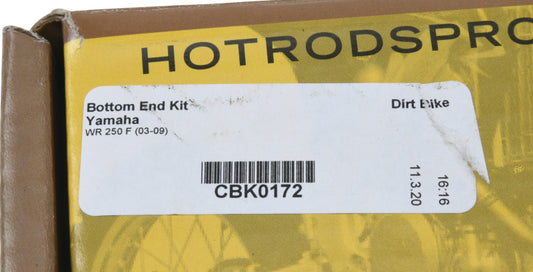 HOTRODSPRO
Bottom End Kit
Dirt Bike
Yamaha
WR 250 F (03-09)
CBK0172
16:16
11.3.20